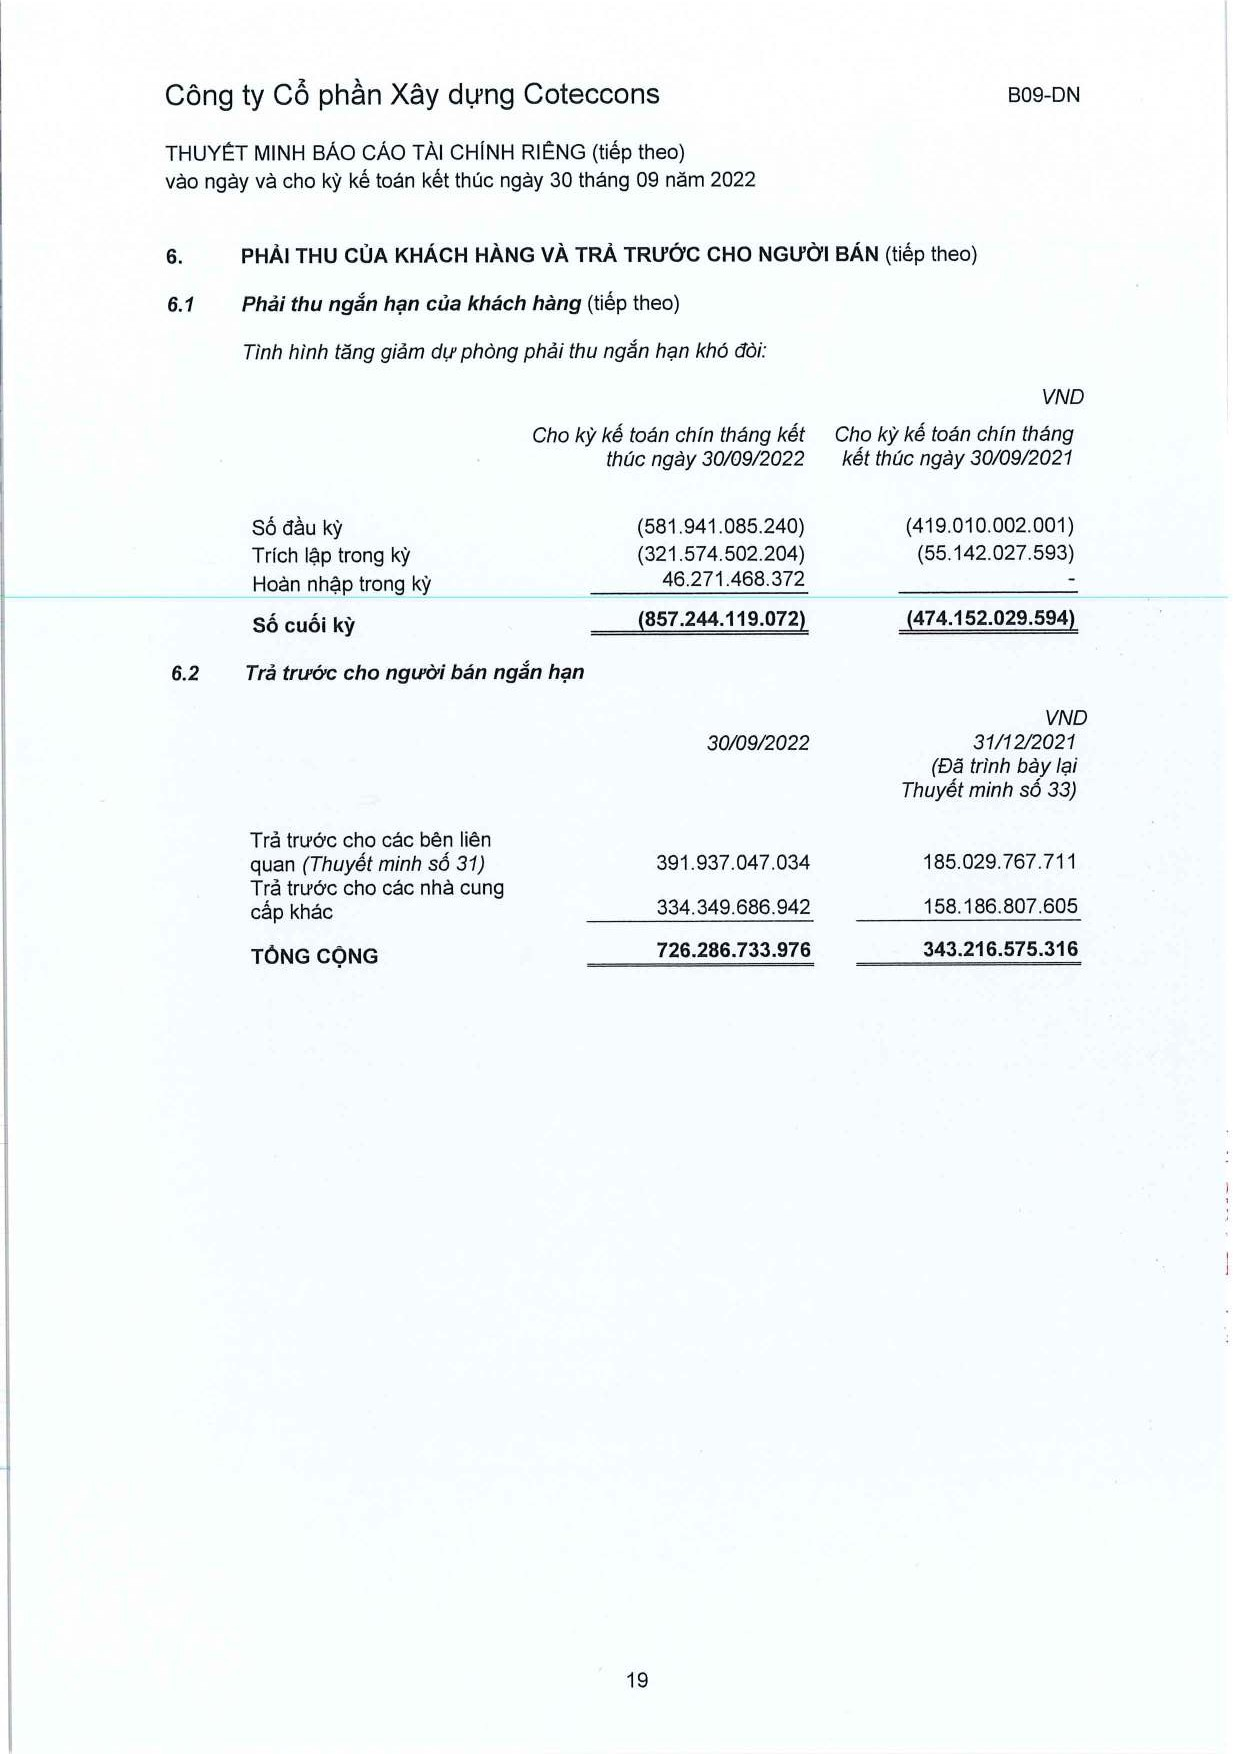 Công ty Cổ phần Xây dựng Coteccons B09-DN
THUYẾT MINH BÁO CÁO TÀI CHÍNH RIÊNG (tiếp theo)
vào ngày và cho kỳ kế toán kết thúc ngày 30 tháng 09 năm 2022
6. PHẢI THU CỦA KHÁCH HÀNG VÀ TRẢ TRƯỚC CHO NGƯỜI BÁN (tiếp theo)
6.1 Phải thu ngắn hạn của khách hàng (tiếp theo)
Tình hình tăng giảm dự phòng phải thu ngắn hạn khó đòi:
VND
Cho kỳ kế toán chín tháng kết Cho kỳ kế toán chín tháng
thúc ngày 30/09/2022 kết thúc ngày 30/09/2021
Số đầu kỳ (581.941.085.240) (419.010.002.001)
Trích lập trong kỳ (321.574.502.204) (55.142.027.593)
Hoàn nhập trong kỳ 46.271.468.372 -
Số cuối kỳ (857.244.119.072) (474.152.029.594)
6.2 Trả trước cho người bán ngắn hạn
VND
30/09/2022 31/12/2021
(Đã trình bày lại
Thuyết minh số 33)
Trả trước cho các bên liên
quan (Thuyết minh số 31) 391.937.047.034 185.029.767.711
Trả trước cho các nhà cung
cấp khác 334.349.686.942 158.186.807.605
TỔNG CỘNG 726.286.733.976 343.216.575.316
19